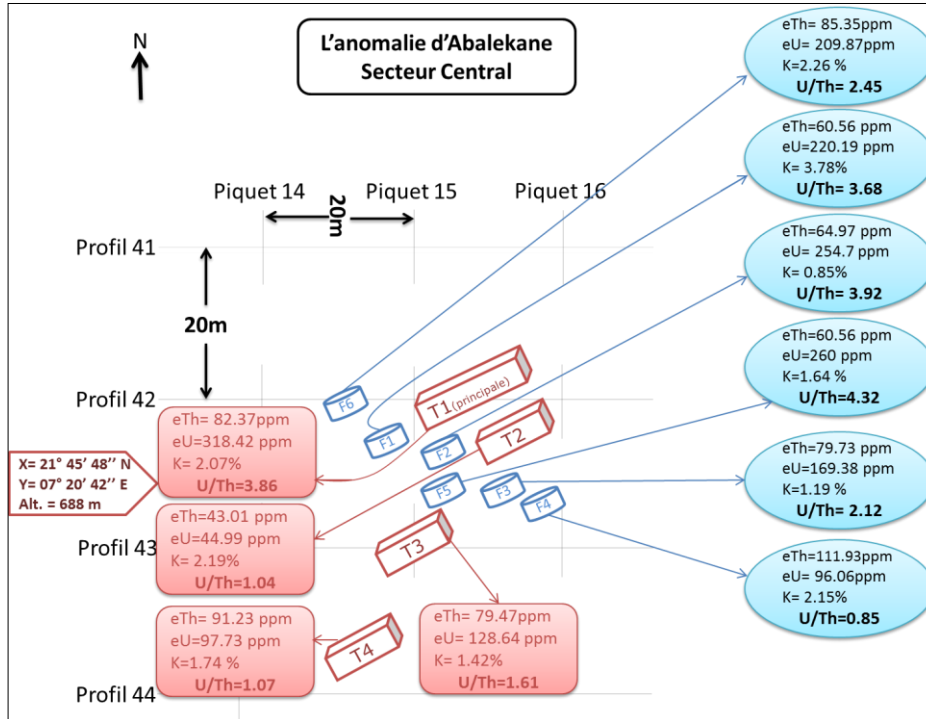 N
L'anomalie d'Abalekane
Secteur Central
eTh= 85.35ppm
eU= 209.87ppm
K=2.26 %
U/Th= 2.45
eTh=60.56 ppm
eU=220.19 ppm
K= 3.78%
U/Th= 3.68
Piquet 14
Piquet 15
Piquet 16
20m
Profil 41
20m
eTh=64.97 ppm
eU= 254.7 ppm
K= 0.85%
U/Th= 3.92
eTh=60.56 ppm
eU=260 ppm
K=1.64 %
U/Th=4.32
Profil 42
F6
T1(principale)
F1
F2
T2
eTh= 82.37ppm
eU=318.42 ppm
K= 2.07%
U/Th=3.86
X= 21° 45' 48'' N
Y= 07° 20' 42'' E
Alt. = 688 m
F5
F3
F4
eTh=79.73 ppm
eU=169.38 ppm
K=1.19 %
U/Th= 2.12
eTh=43.01 ppm
eU=44.99 ppm
K= 2.19%
U/Th=1.04
Profil 43
T3
eTh=111.93ppm
eU= 96.06ppm
K= 2.15%
U/Th=0.85
eTh= 91.23 ppm
eU=97.73 ppm
K=1.74 %
U/Th=1.07
T4
eTh= 79.47ppm
eU= 128.64 ppm
K= 1.42%
U/Th=1.61
Profil 44